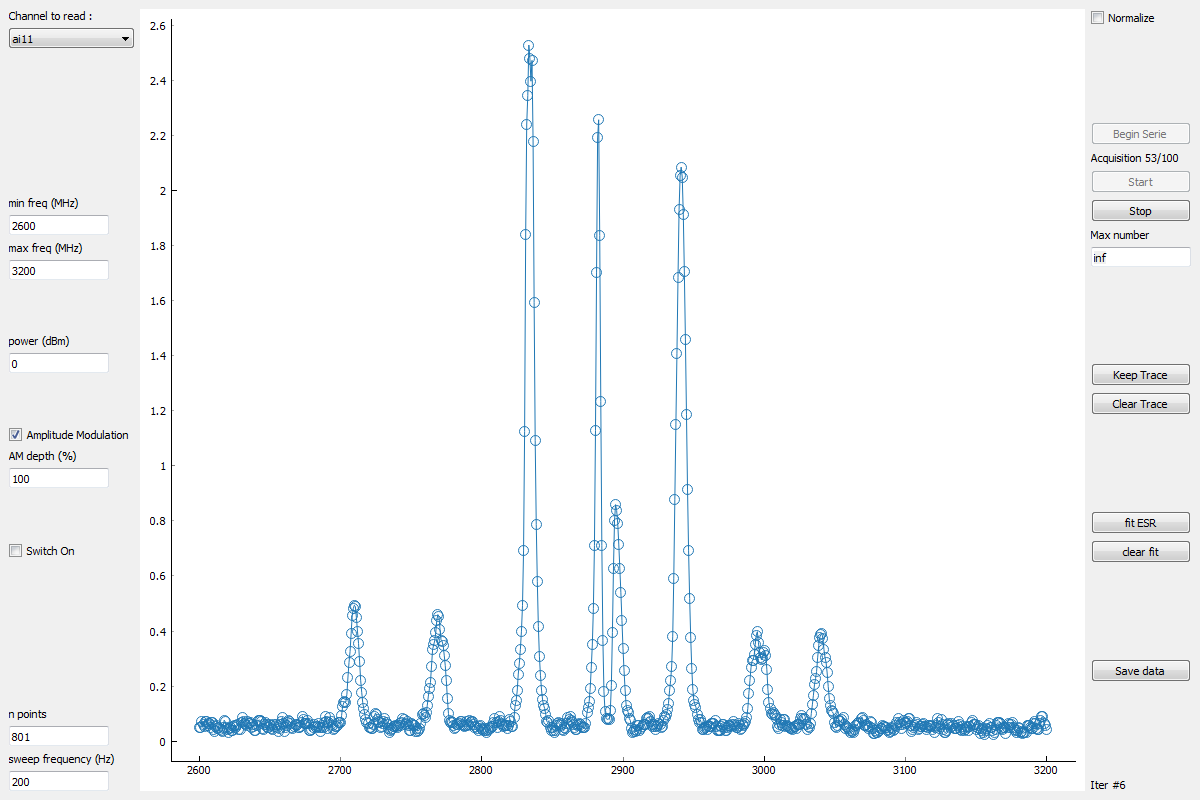 Channel to read :
ai11
min freq (MHz)
2600
max freq (MHz)
3200
power (dBm)
0
Amplitude Modulation
AM depth (%)
100
Switch On
n points
801
sweep frequency (Hz)
200
2.6
2.4
2.2
2
1.8
1.6
1.4
1.2
1
0.8
0.6
0.4
0.2
0
2600 2700 2800 2900 3000 3100 3200
Normalize
Begin Serie
Acquisition 53/100
Start
Stop
Max number
inf
Keep Trace
Clear Trace
fit ESR
clear fit
Save data
Iter #6